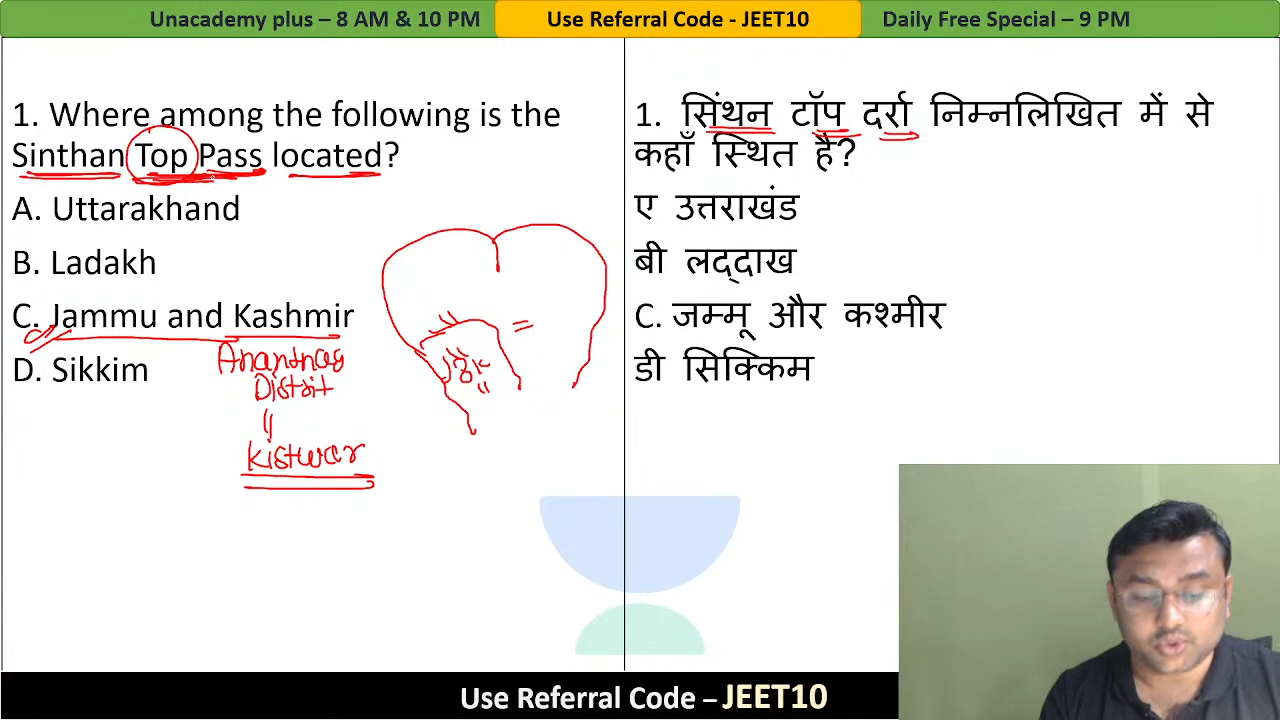 Unacademy plus – 8 AM & 10 PM
Use Referral Code - JEET10
Daily Free Special – 9 PM
1. Where among the following is the
Sinthan Top Pass located?
A. Uttarakhand
B. Ladakh
C. Jammu and Kashmir
D. Sikkim
Anantnag
Distrit
Kistwar
J&K
1. सिंथन टॉप दर्रा निम्नलिखित में से
कहाँ स्थित है?
ए उत्तराखंड
बी लद्दाख
C. जम्मू और कश्मीर
डी सिक्किम
Use Referral Code – JEET10